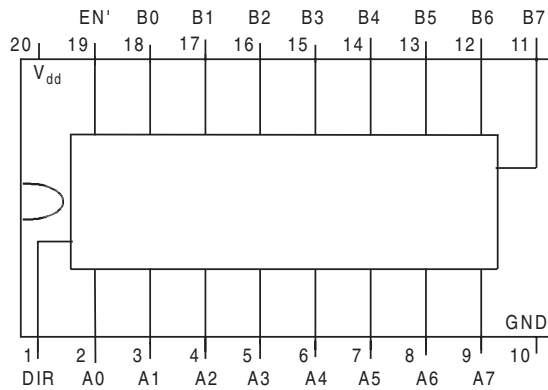 EN' B0 B1 B2 B3 B4 B5 B6 B7
20 19 18 17 16 15 14 13 12 11
Vdd
GND
1 2 3 4 5 6 7 8 9 10
DIR A0 A1 A2 A3 A4 A5 A6 A7